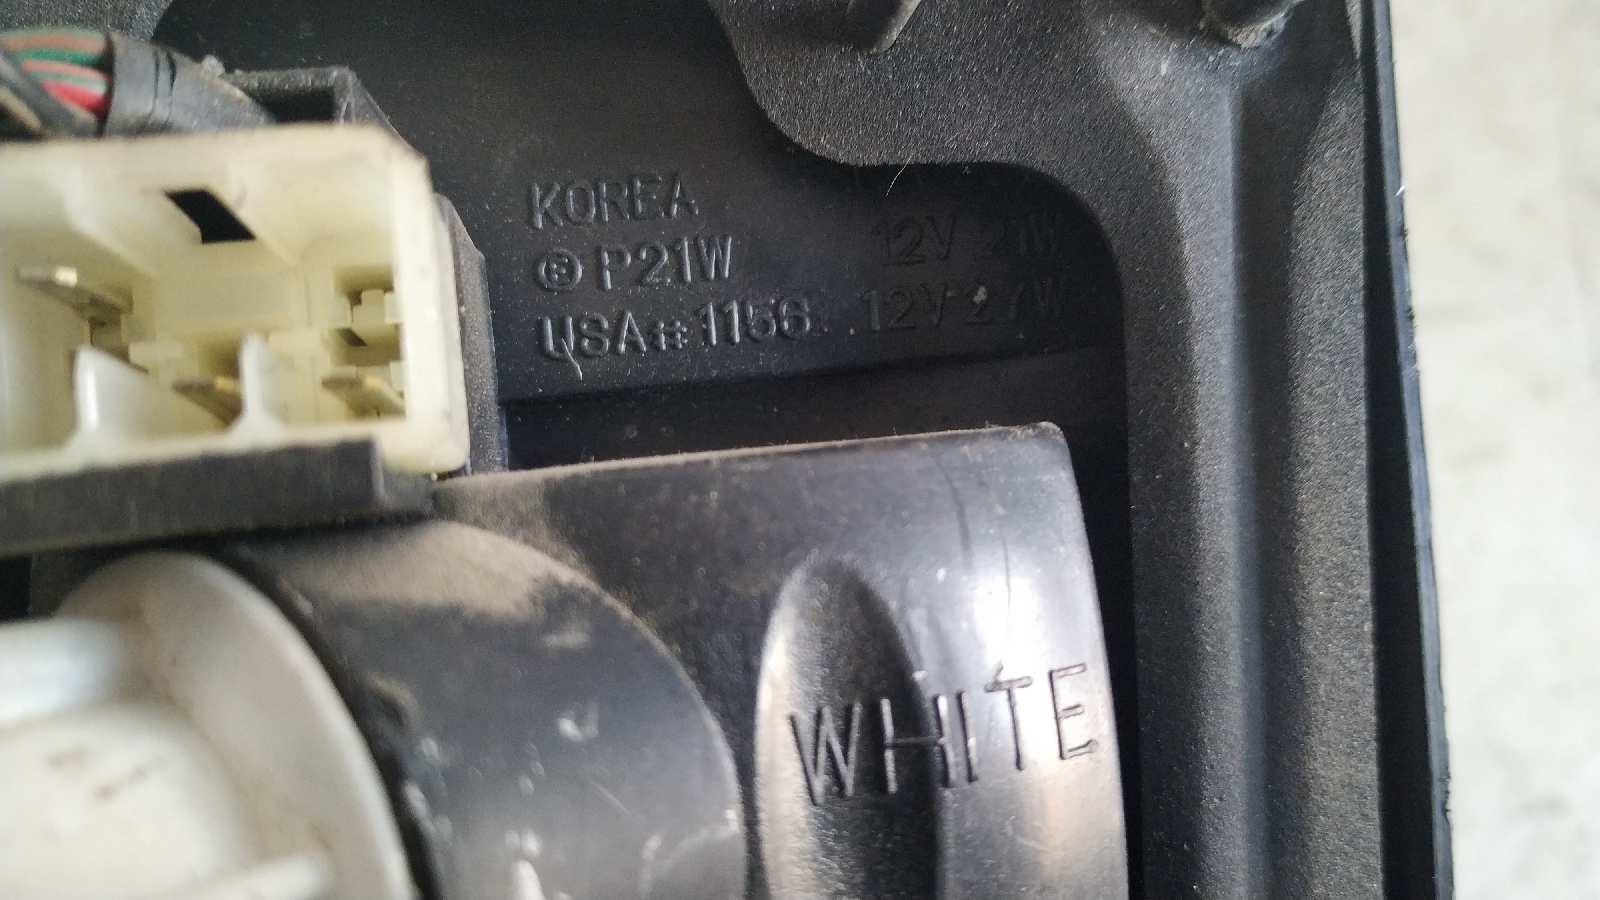 KOREA
Ⓔ P21W 12V 21W
USA#1156 12V 27W
WHITE